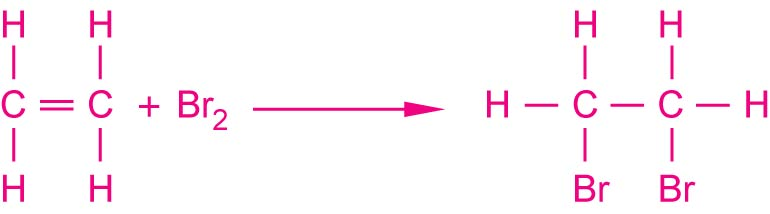 H H H H
C = C + Br₂ ⟶ H – C – C – H
H H Br Br